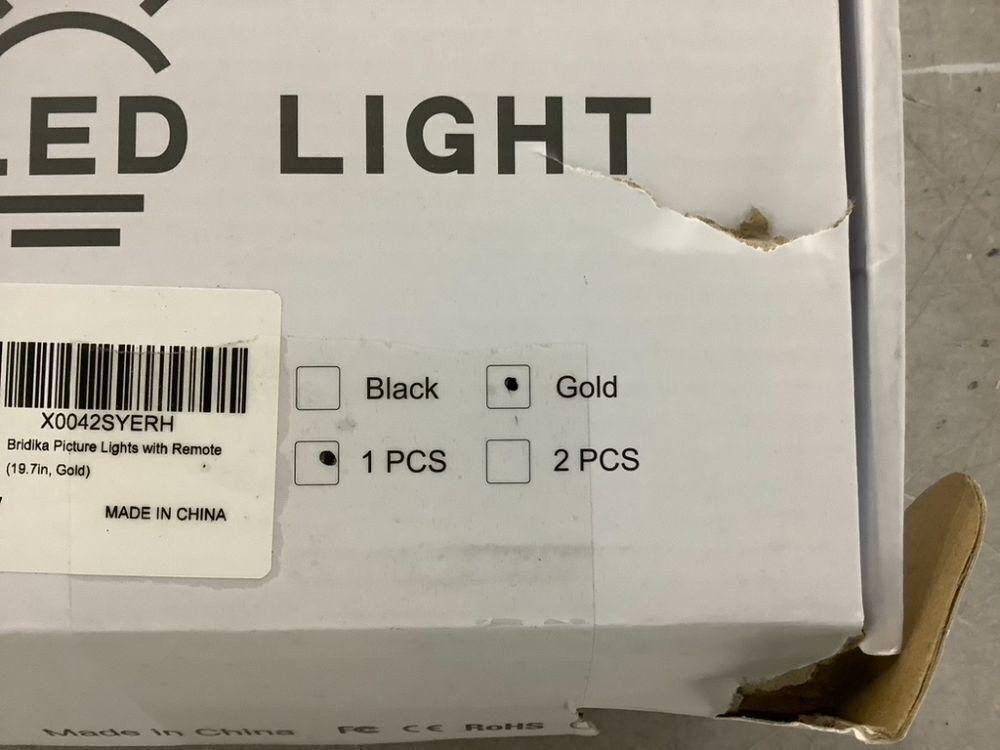 LED LIGHT
Black Gold
1 PCS 2 PCS
X0042SYERH
Bridika Picture Lights with Remote
(19.7in, Gold)
MADE IN CHINA
Made In China FC CE RoHS